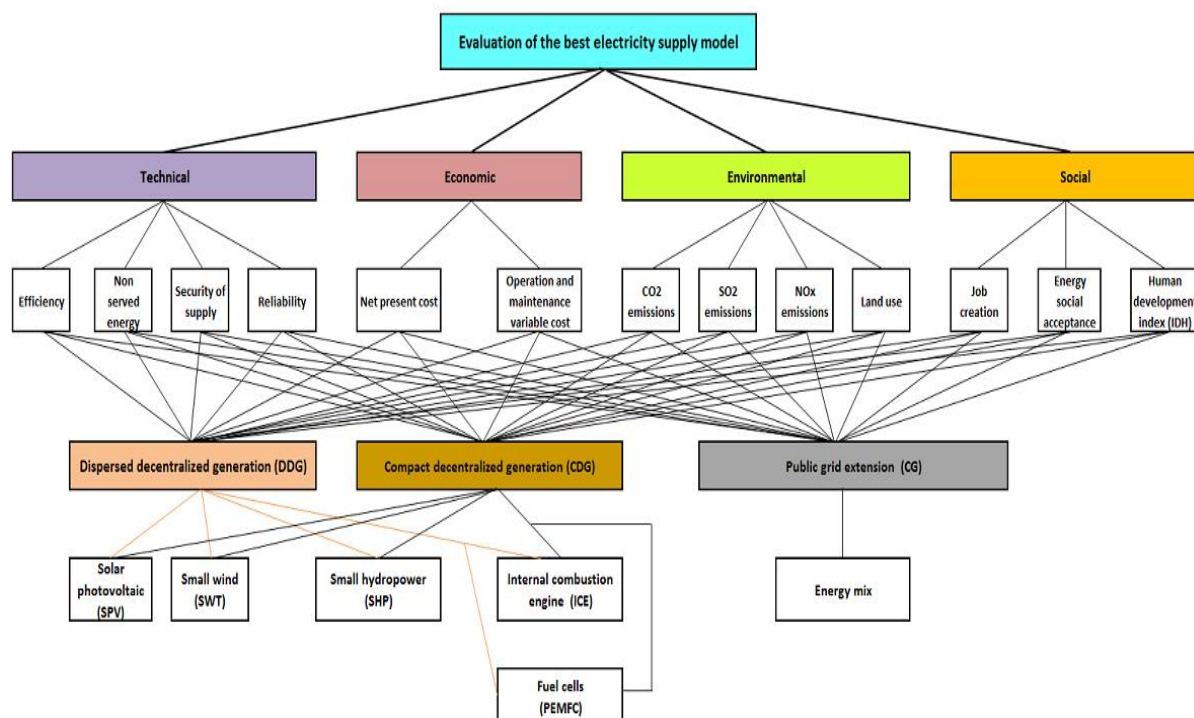 Evaluation of the best electricity supply model
Technical
Economic
Environmental
Social
Efficiency
Non
served
energy
Security of
supply
Reliability
Net present cost
Operation and
maintenance
variable cost
CO2
emissions
SO2
emissions
NOx
emissions
Land use
Job
creation
Energy
social
acceptance
Human
development
index (IDH)
Dispersed decentralized generation (DDG)
Compact decentralized generation (CDG)
Public grid extension (CG)
Solar
photovoltaic
(SPV)
Small wind
(SWT)
Small hydropower
(SHP)
Internal combustion
engine (ICE)
Energy mix
Fuel cells
(PEMFC)